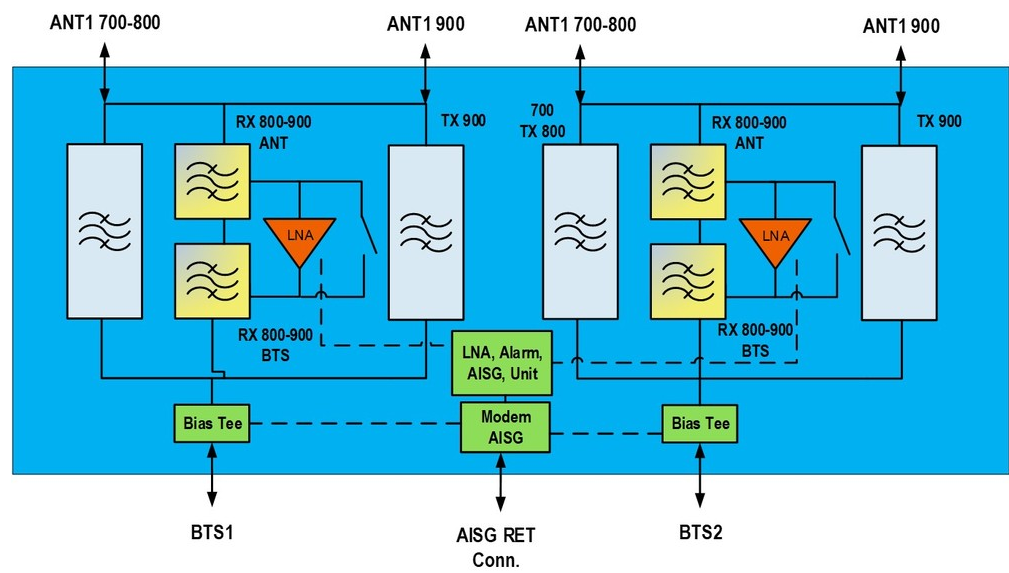 ANT1 700-800
ANT1 900
ANT1 700-800
ANT1 900
RX 800-900
ANT
TX 900
700
TX 800
RX 800-900
ANT
TX 900
LNA
LNA
RX 800-900
BTS
RX 800-900
BTS
LNA, Alarm,
AISG, Unit
Bias Tee
Modem
AISG
Bias Tee
BTS1
AISG RET
Conn.
BTS2